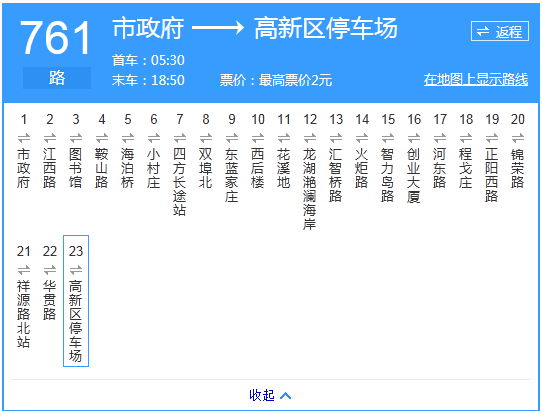 761
路
市政府 → 高新区停车场
首车：05:30
末车：18:50
票价：最高票价2元
返程
在地图上显示路线
1 市政府
2 江西路
3 图书馆
4 鞍山路
5 海泊桥
6 小村庄
7 四方长途站
8 双埠北
9 东蓝家庄
10 西后楼
11 花溪地
12 龙湖滟澜海岸
13 汇智桥路
14 火炬路
15 智力岛路
16 创业大厦
17 河东路
18 程戈庄
19 正阳西路
20 锦荣路
21 祥源路北站
22 华贯路
23 高新区停车场
收起